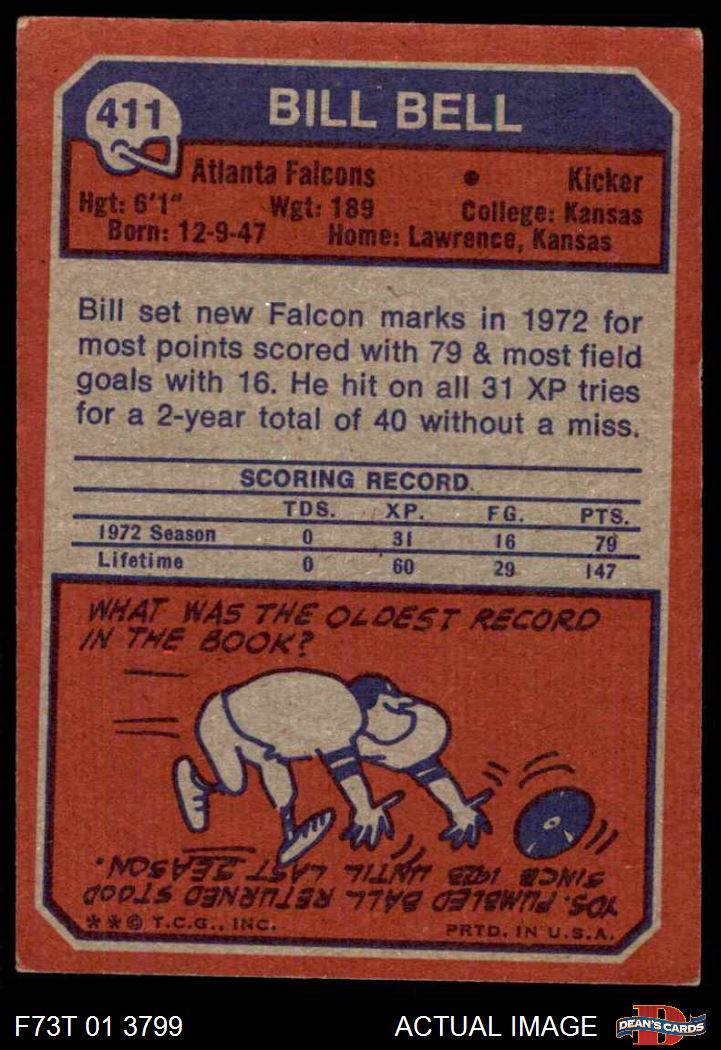 411
BILL BELL
Atlanta Falcons • Kicker
Hgt: 6'1" Wgt: 189 College: Kansas
Born: 12-9-47 Home: Lawrence, Kansas
Bill set new Falcon marks in 1972 for
most points scored with 79 & most field
goals with 16. He hit on all 31 XP tries
for a 2-year total of 40 without a miss.
SCORING RECORD
TDS. XP. FG. PTS.
1972 Season 0 31 16 79
Lifetime 0 60 29 147
WHAT WAS THE OLDEST RECORD
IN THE BOOK?
YDS. FUMBLED BALL RETURNED STOOD
SINCE 1923 UNTIL LAST SEASON.
**© T.C.G., INC. PRTD. IN U.S.A.
F73T 01 3799 ACTUAL IMAGE
D
DEAN'S CARDS